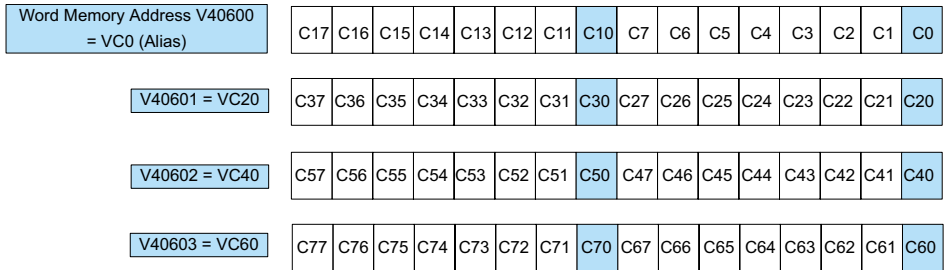 Word Memory Address V40600
= VC0 (Alias)
C17 C16 C15 C14 C13 C12 C11 C10 C7 C6 C5 C4 C3 C2 C1 C0
V40601 = VC20
C37 C36 C35 C34 C33 C32 C31 C30 C27 C26 C25 C24 C23 C22 C21 C20
V40602 = VC40
C57 C56 C55 C54 C53 C52 C51 C50 C47 C46 C45 C44 C43 C42 C41 C40
V40603 = VC60
C77 C76 C75 C74 C73 C72 C71 C70 C67 C66 C65 C64 C63 C62 C61 C60